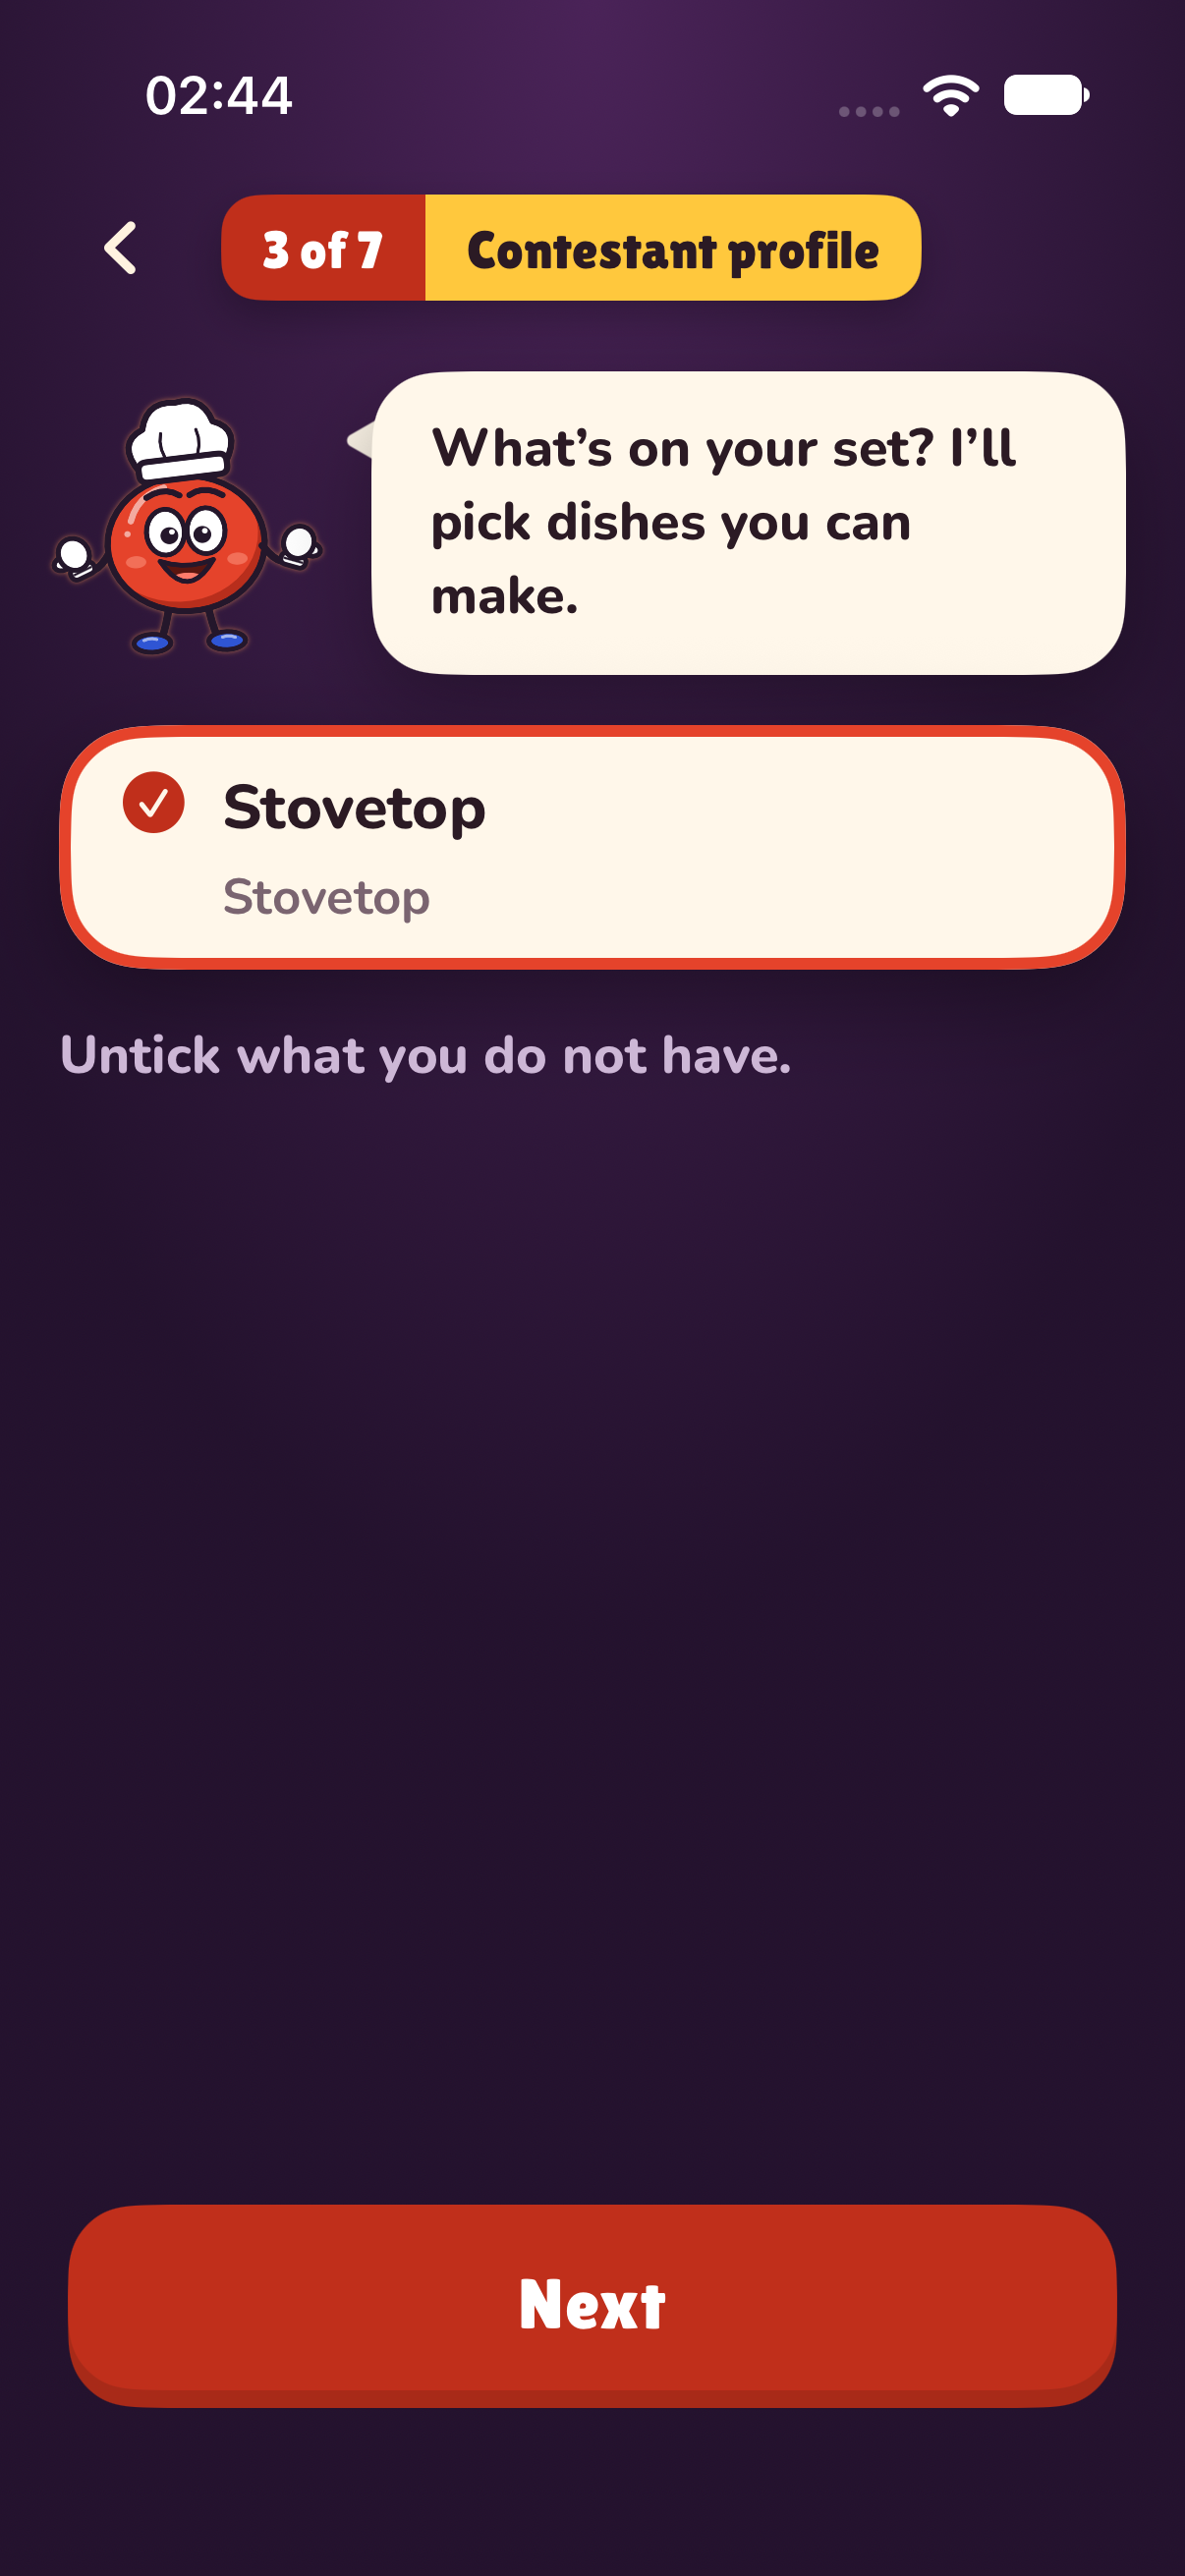 02:44
3 of 7
Contestant profile
What’s on your set? I’ll
pick dishes you can
make.
Stovetop
Stovetop
Untick what you do not have.
Next